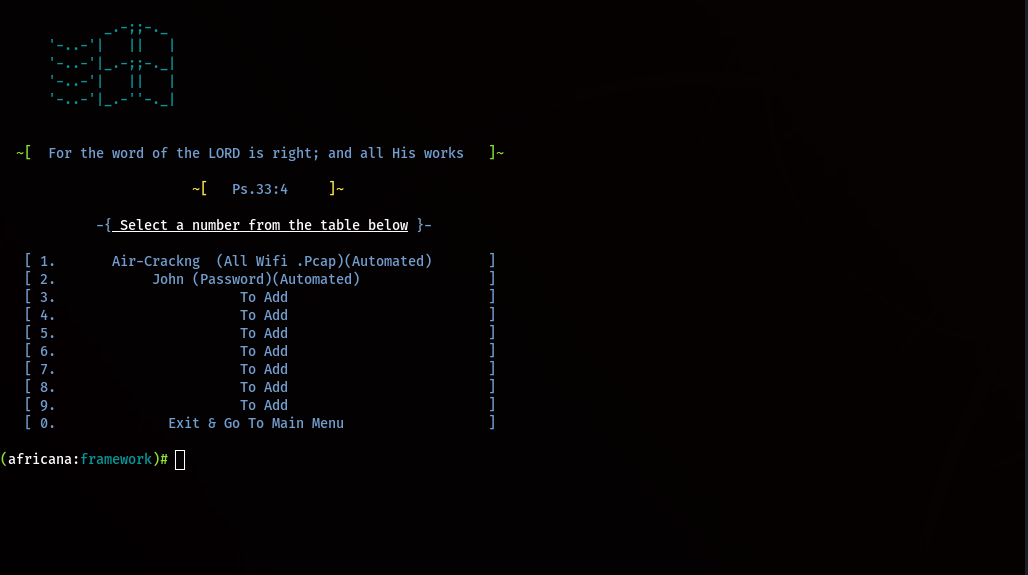 ~[ For the word of the LORD is right; and all His works ]~
~[ Ps.33:4 ]~
-{ Select a number from the table below }-
[ 1. Air-Crackng (All Wifi .Pcap)(Automated) ]
[ 2. John (Password)(Automated) ]
[ 3. To Add ]
[ 4. To Add ]
[ 5. To Add ]
[ 6. To Add ]
[ 7. To Add ]
[ 8. To Add ]
[ 9. To Add ]
[ 0. Exit & Go To Main Menu ]
(africana:framework)#